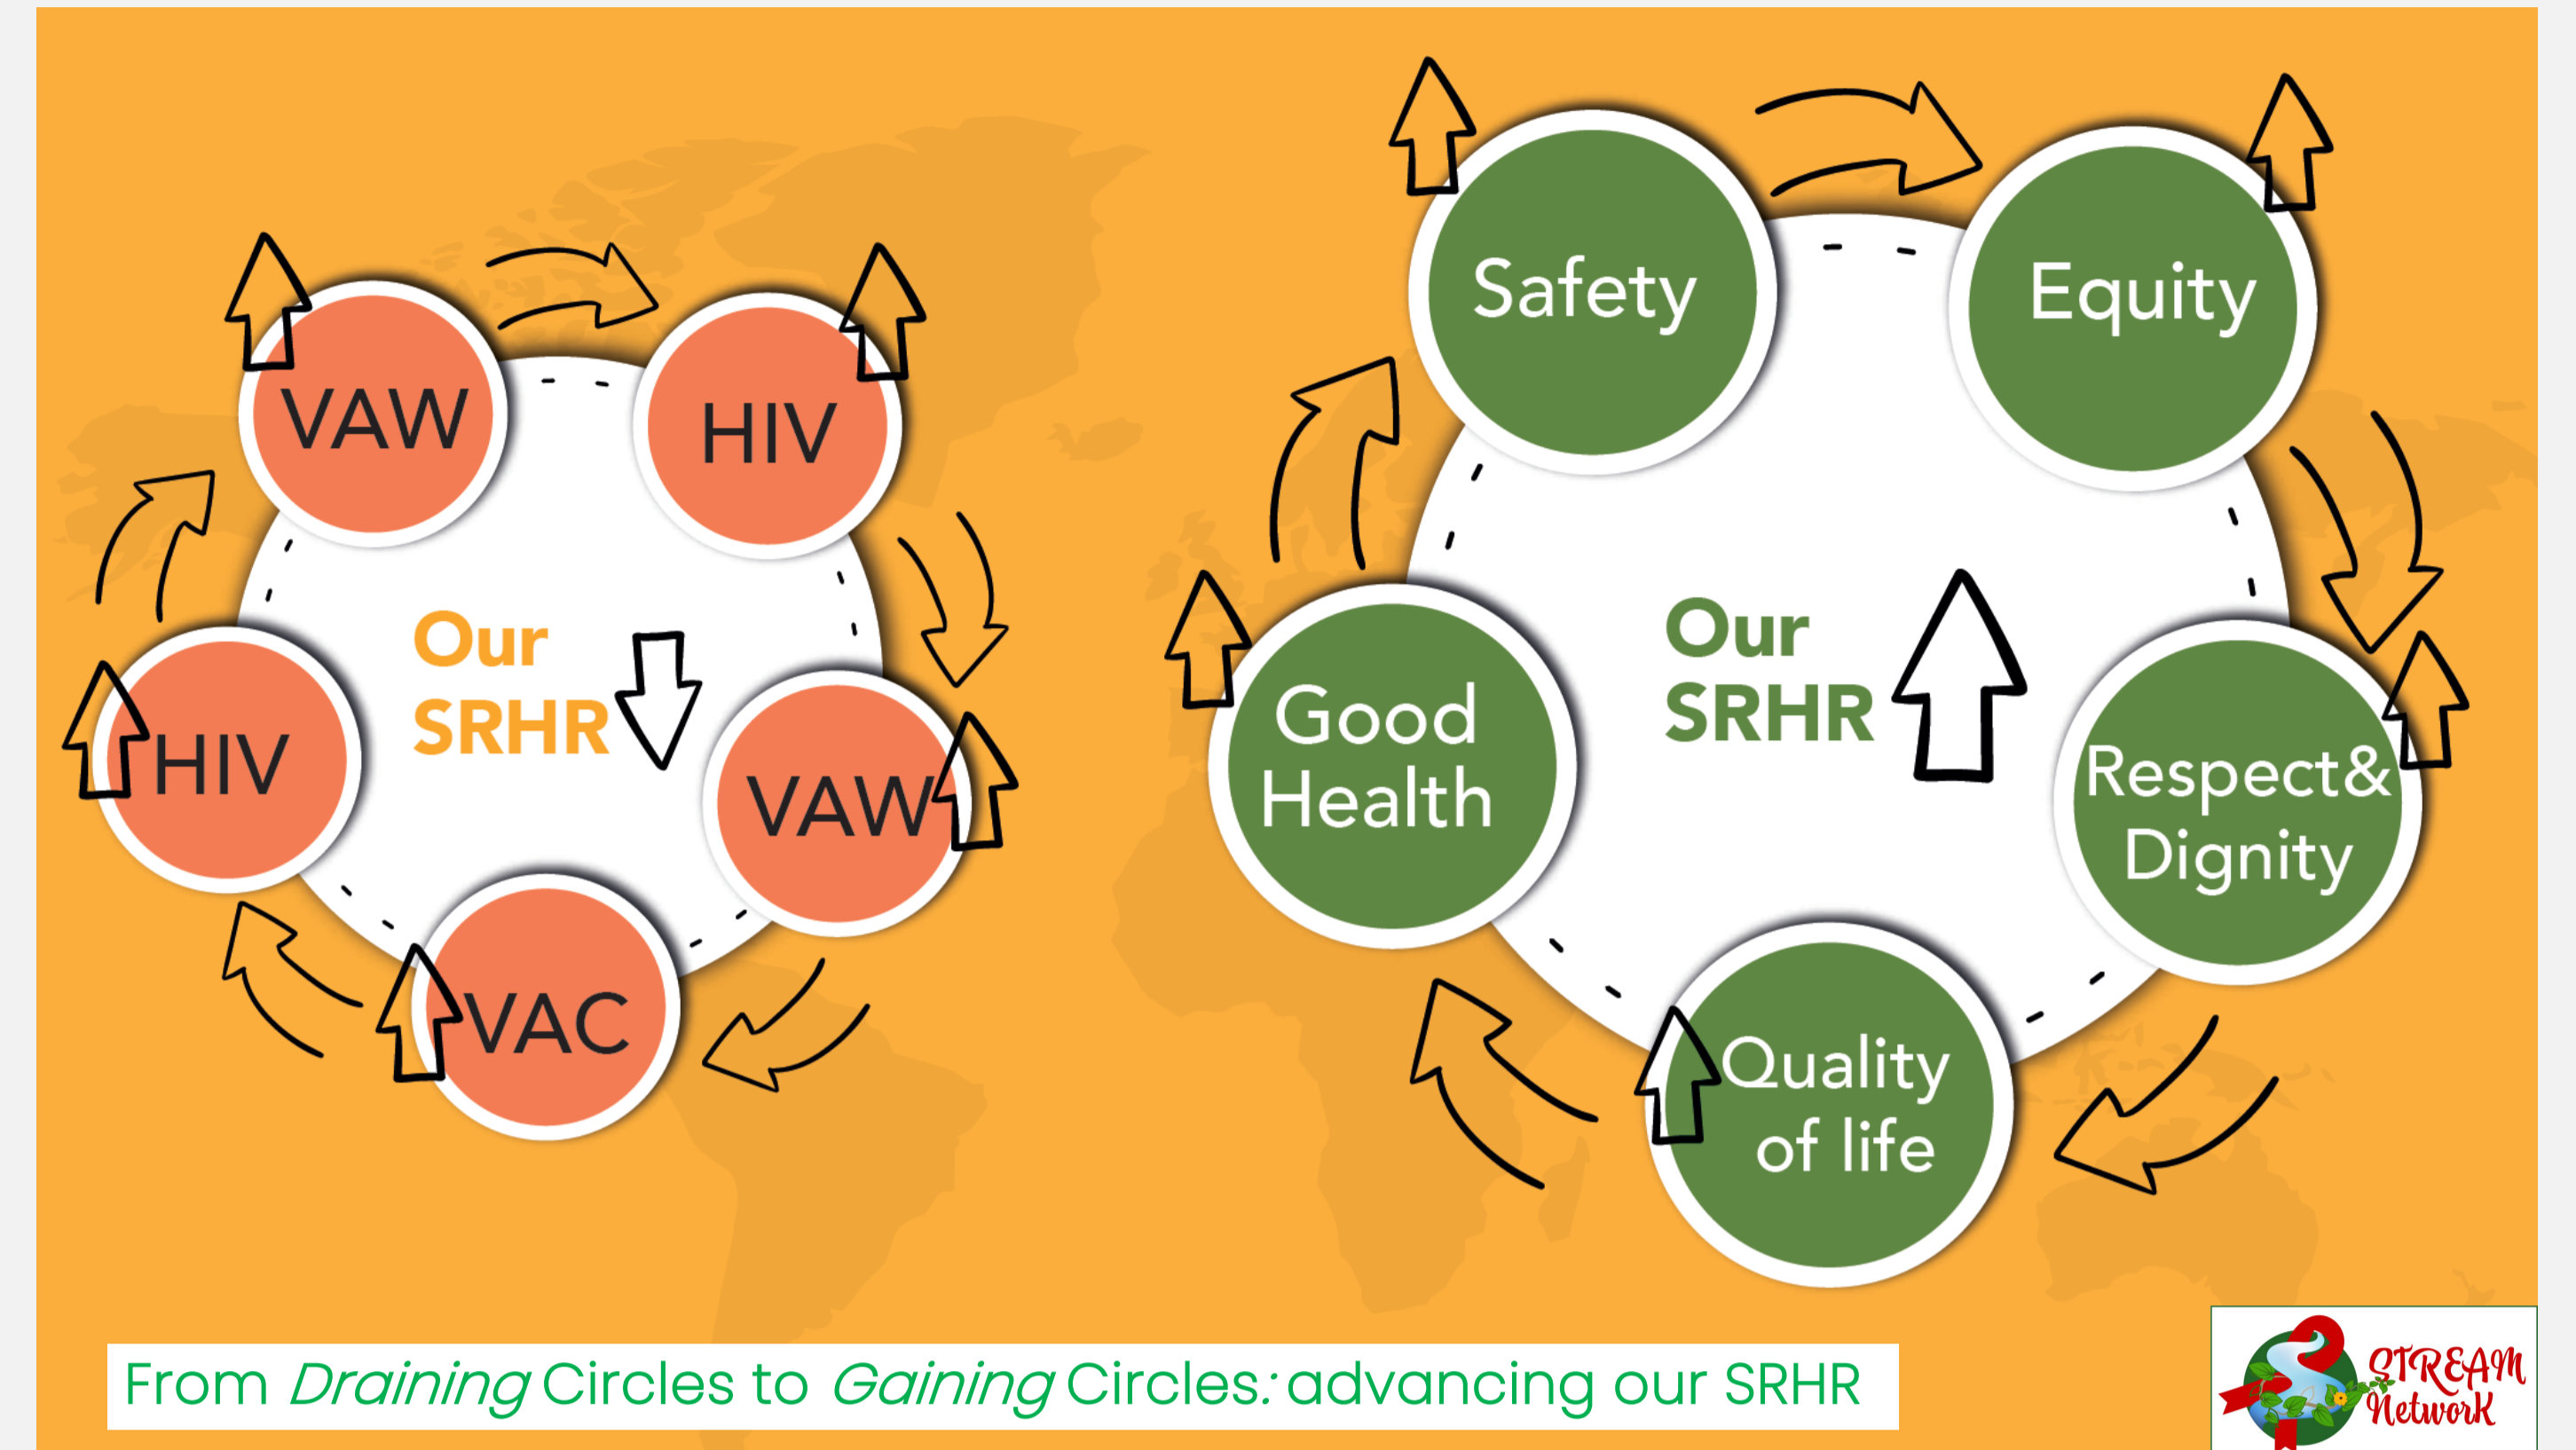 VAW
HIV
VAW
VAC
HIV
Our
SRHR
Safety
Equity
Respect&
Dignity
Quality
of life
Good
Health
Our
SRHR
From Draining Circles to Gaining Circles: advancing our SRHR
STREAM
Network